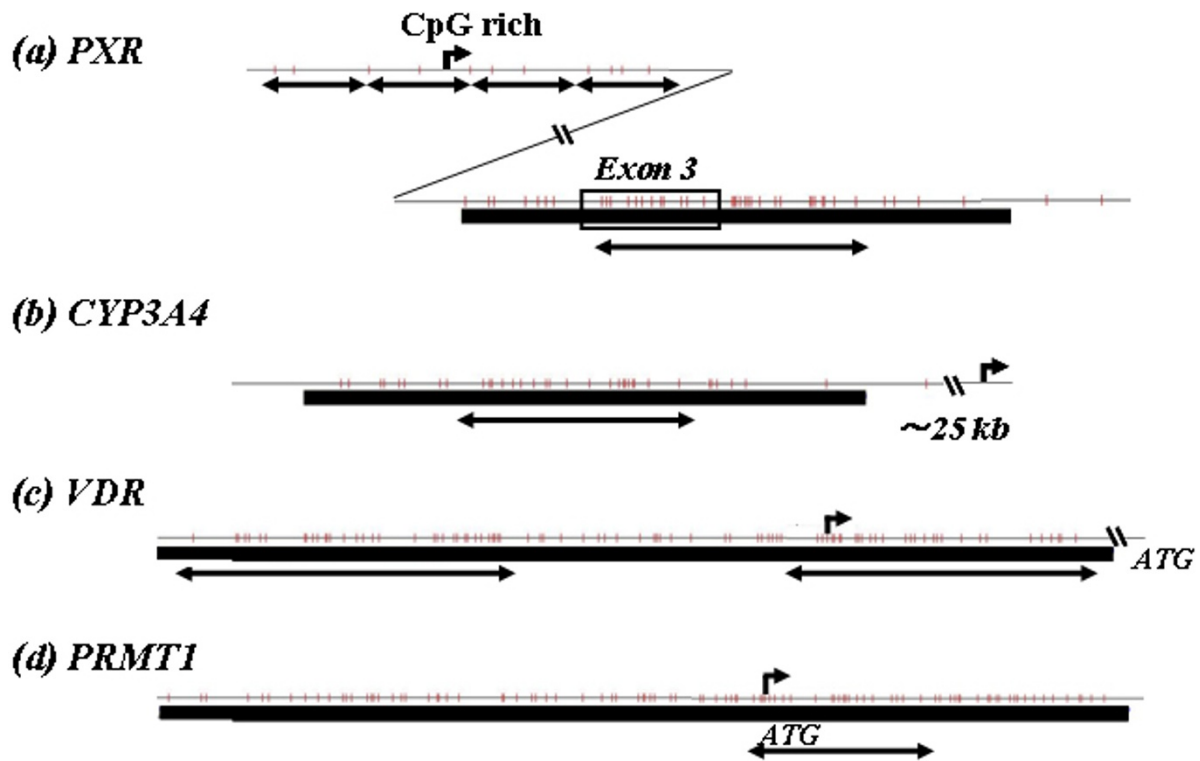 CpG rich
(a) PXR
Exon 3
(b) CYP3A4
~25 kb
(c) VDR
ATG
(d) PRMT1
ATG